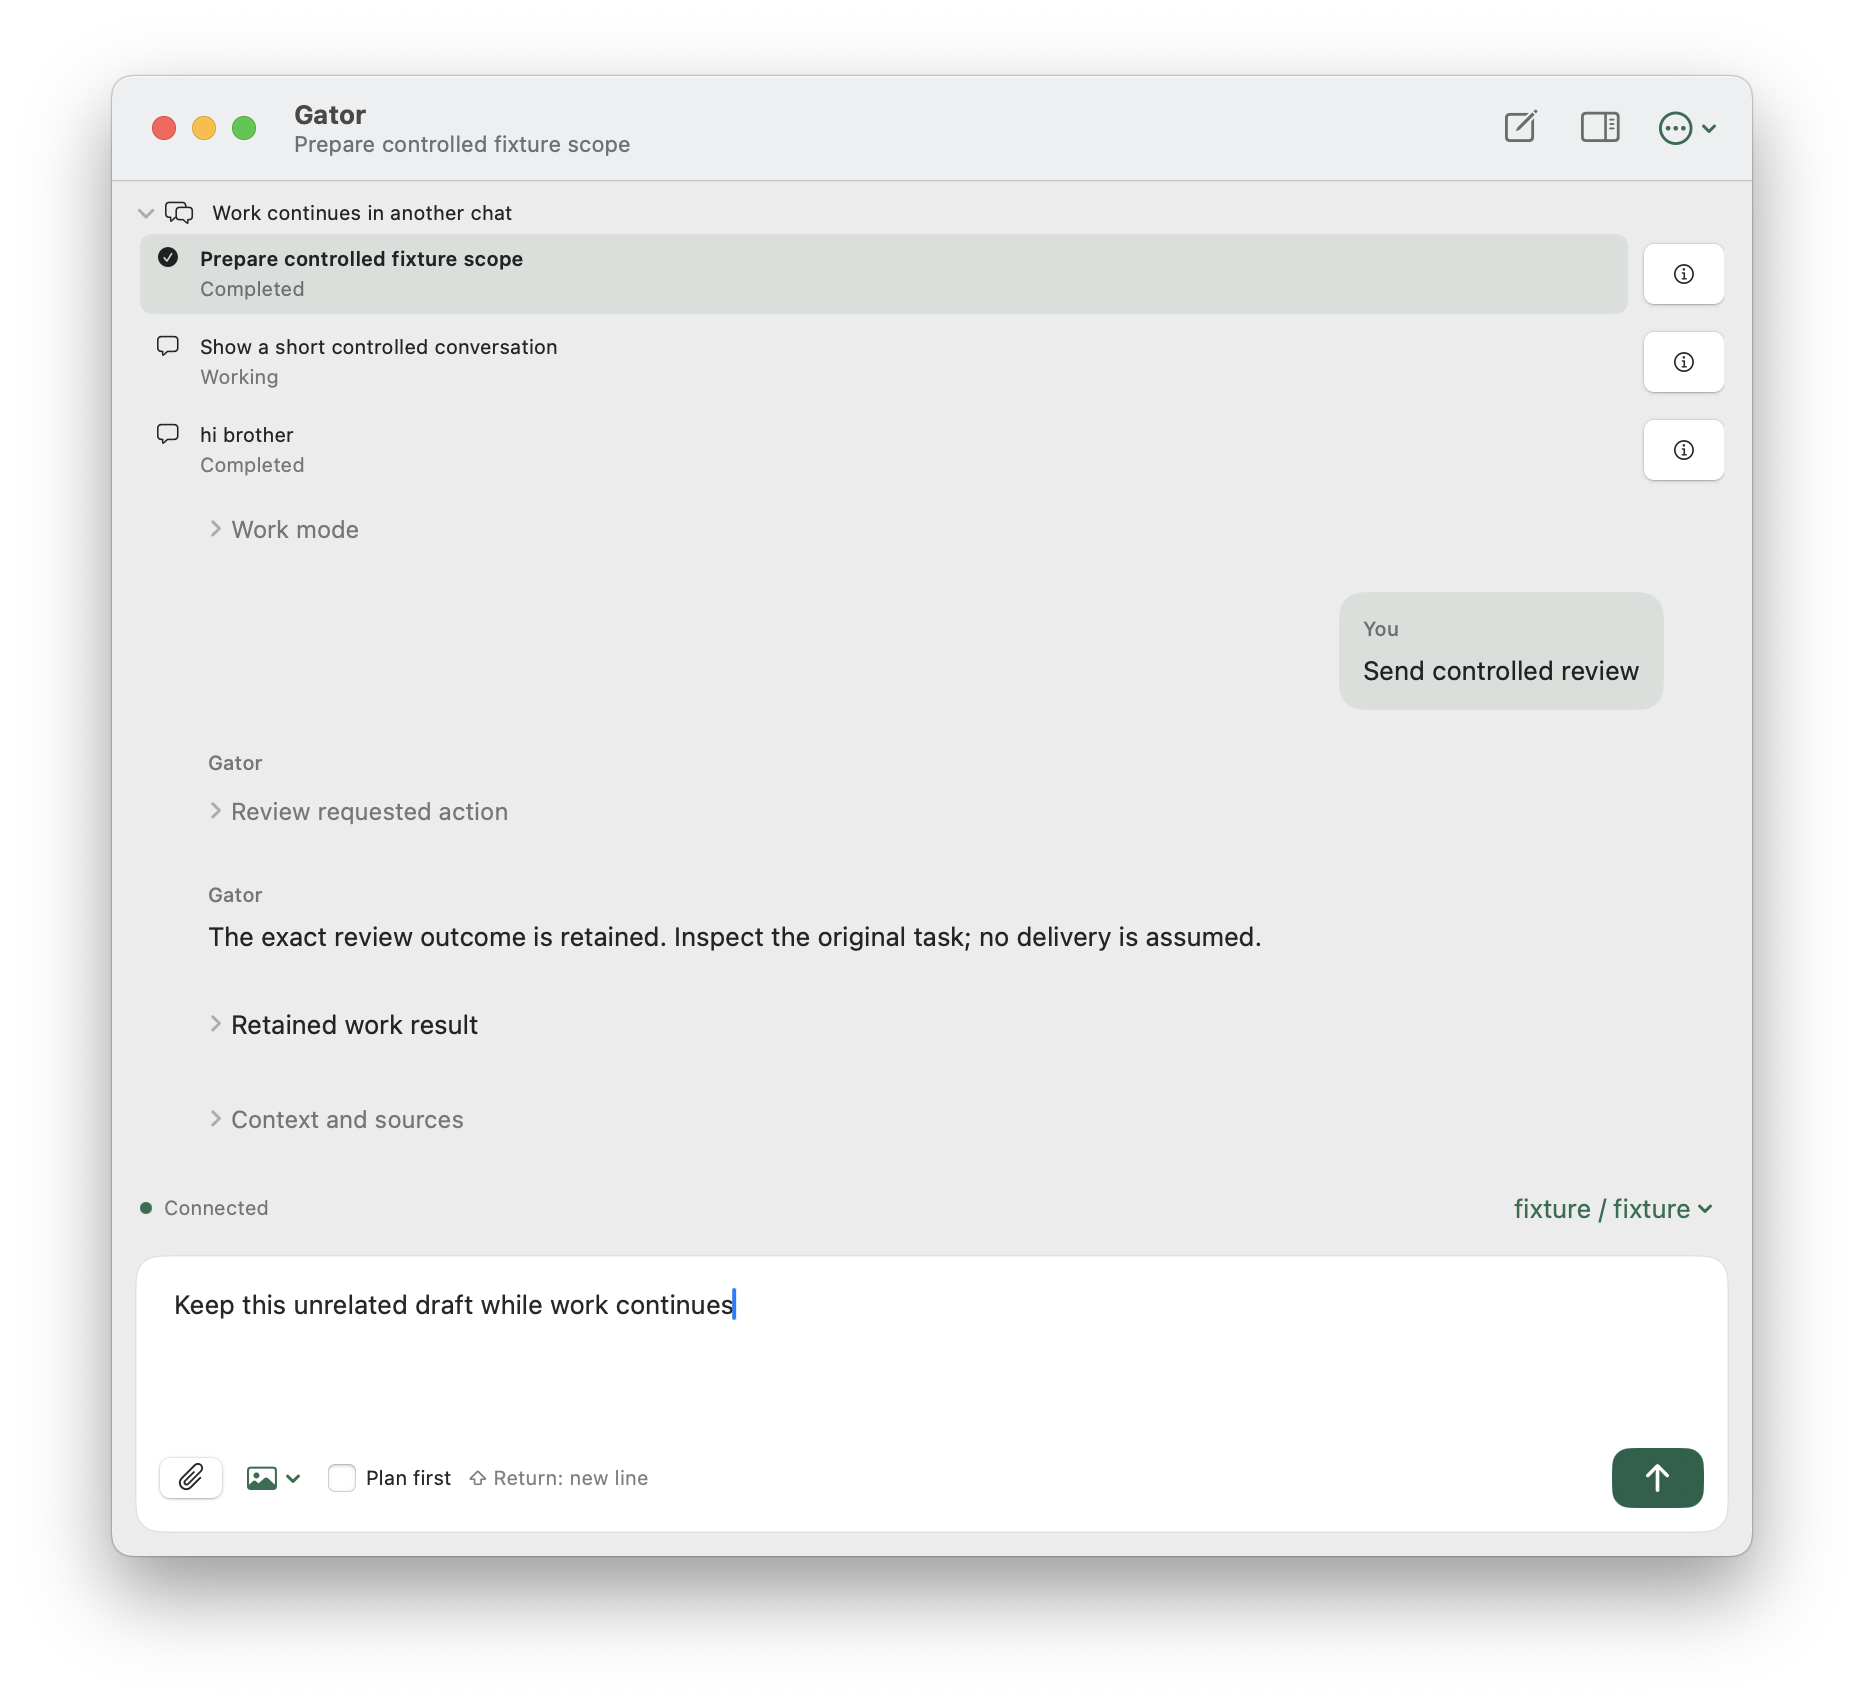 Gator
Prepare controlled fixture scope
Work continues in another chat
Prepare controlled fixture scope
Completed
Show a short controlled conversation
Working
hi brother
Completed
Work mode
You
Send controlled review
Gator
Review requested action
Gator
The exact review outcome is retained. Inspect the original task; no delivery is assumed.
Retained work result
Context and sources
Connected
fixture / fixture
Keep this unrelated draft while work continues
Plan first
Return: new line